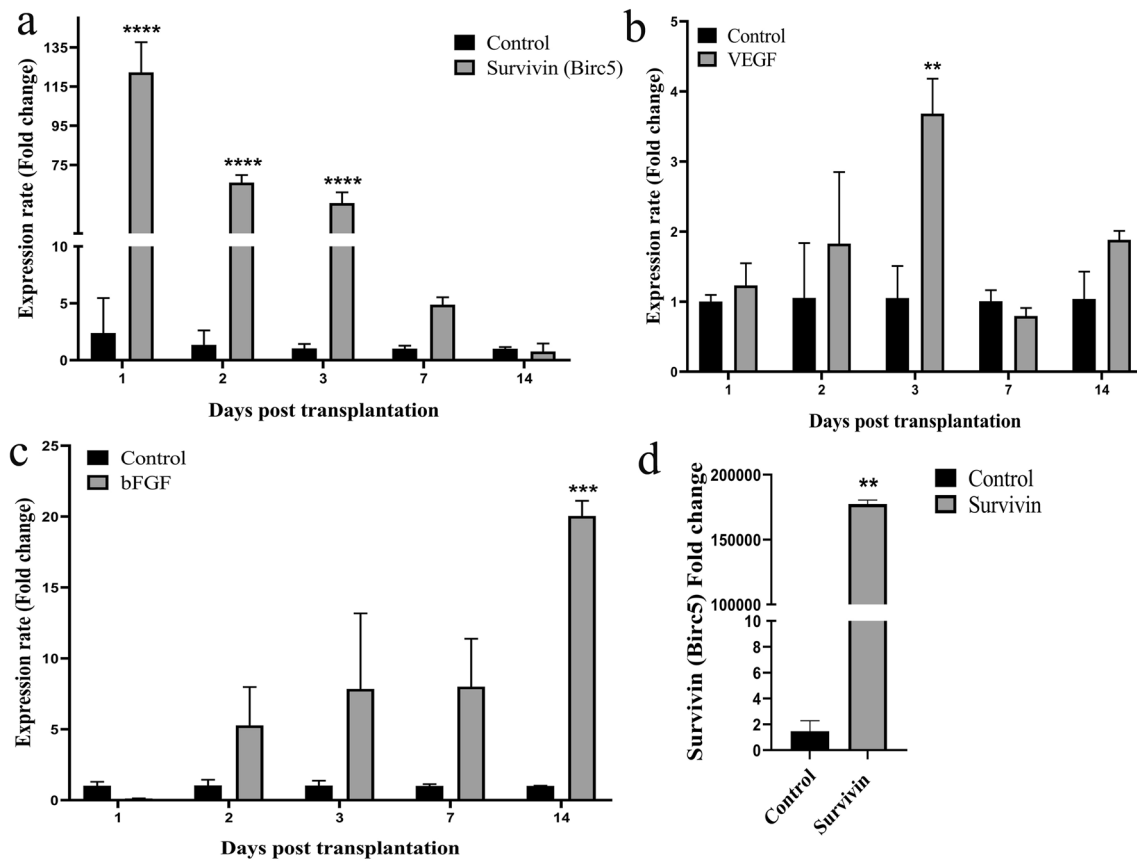 a
Expression rate (Fold change)
135
115
95
75
10
5
0
****
****
****
Control
Survivin (Birc5)
1 2 3 7 14
Days post transplantation
b
Expression rate (Fold change)
5
4
3
2
1
0
Control
VEGF
**
1 2 3 7 14
Days post transplantation
c
Expression rate (Fold change)
25
20
15
10
5
0
Control
bFGF
***
1 2 3 7 14
Days post transplantation
d
Survivin (Birc5) Fold change
200000
150000
100000
10
8
6
4
2
0
**
Control
Survivin
Control
Survivin